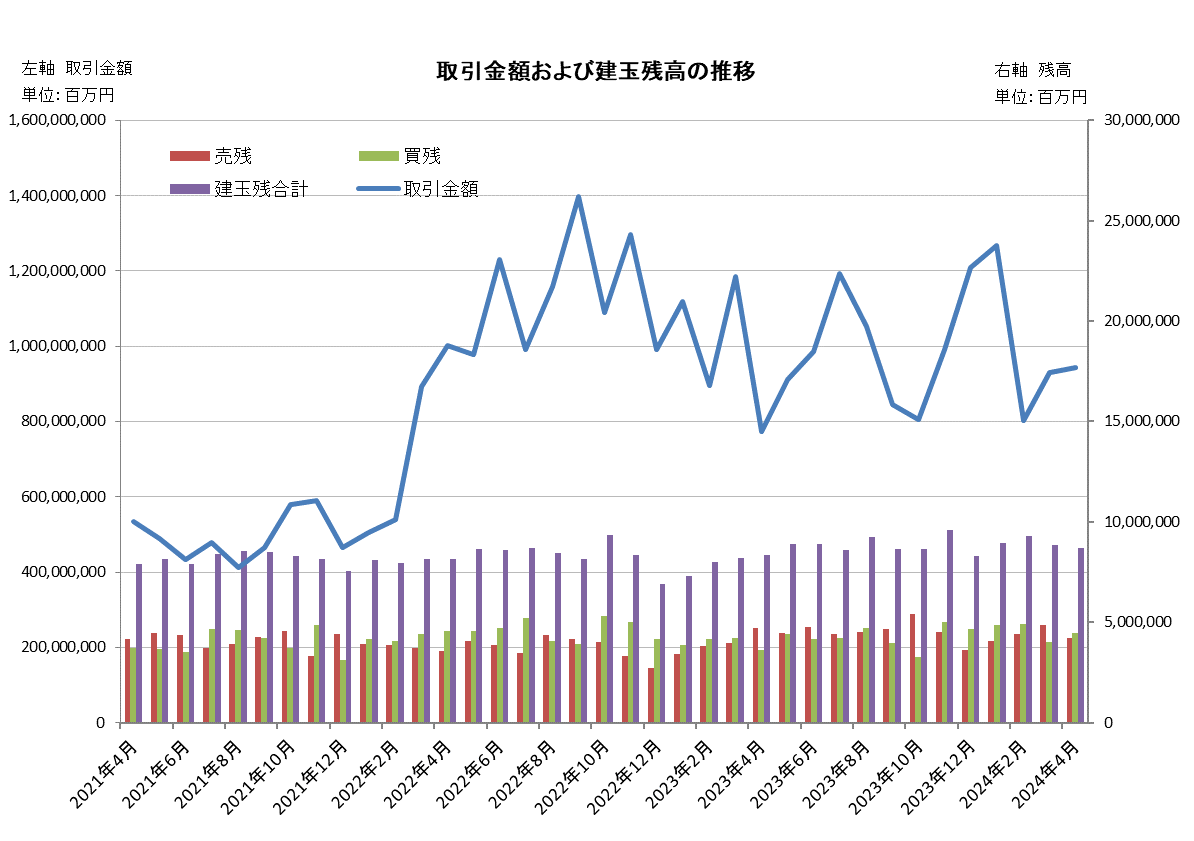 取引金額および建玉残高の推移
左軸 取引金額
単位：百万円
右軸 残高
単位：百万円
1,600,000,000
1,400,000,000
1,200,000,000
1,000,000,000
800,000,000
600,000,000
400,000,000
200,000,000
0
売残
買残
建玉残合計
取引金額
30,000,000
25,000,000
20,000,000
15,000,000
10,000,000
5,000,000
0
2021年4月
2021年6月
2021年8月
2021年10月
2021年12月
2022年2月
2022年4月
2022年6月
2022年8月
2022年10月
2022年12月
2023年2月
2023年4月
2023年6月
2023年8月
2023年10月
2023年12月
2024年2月
2024年4月